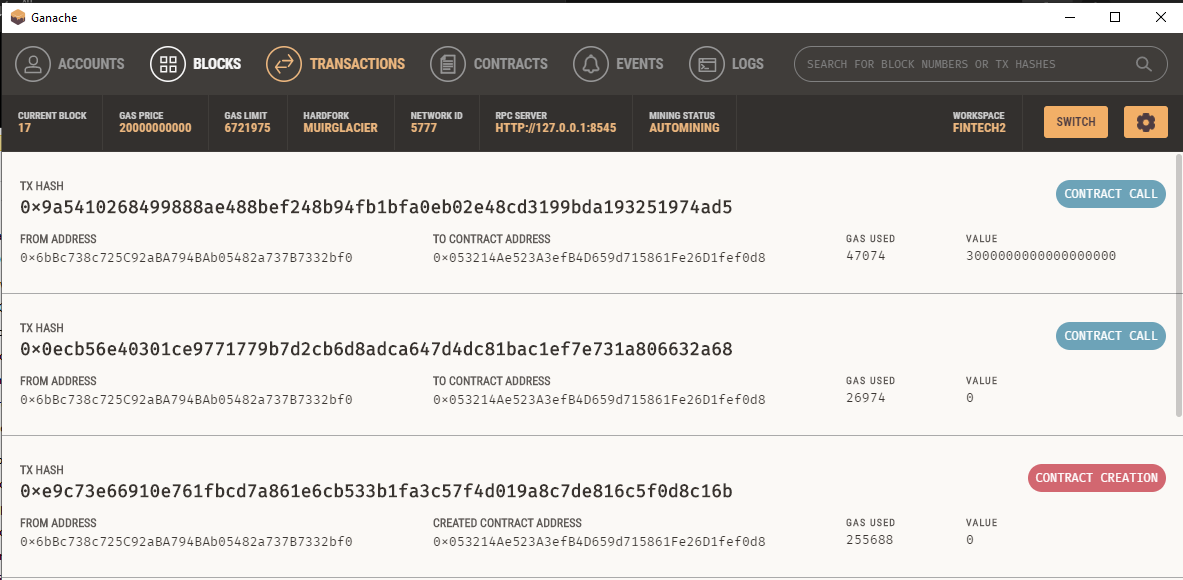 Ganache
ACCOUNTS BLOCKS TRANSACTIONS CONTRACTS EVENTS LOGS SEARCH FOR BLOCK NUMBERS OR TX HASHES
CURRENT BLOCK GAS PRICE GAS LIMIT HARDFORK NETWORK ID RPC SERVER MINING STATUS WORKSPACE SWITCH
17 20000000000 6721975 MUIRGLACIER 5777 HTTP://127.0.0.1:8545 AUTOMINING FINTECH2
TX HASH CONTRACT CALL
0×9a5410268499888ae488bef248b94fb1bfa0eb02e48cd3199bda193251974ad5
FROM ADDRESS TO CONTRACT ADDRESS GAS USED VALUE
0×6bBc738c725C92aBA794BAb05482a737B7332bf0 0×053214Ae523A3efB4D659d715861Fe26D1fef0d8 47074 3000000000000000000
TX HASH CONTRACT CALL
0×0ecb56e40301ce9771779b7d2cb6d8adca647d4dc81bac1ef7e731a806632a68
FROM ADDRESS TO CONTRACT ADDRESS GAS USED VALUE
0×6bBc738c725C92aBA794BAb05482a737B7332bf0 0×053214Ae523A3efB4D659d715861Fe26D1fef0d8 26974 0
TX HASH CONTRACT CREATION
0×e9c73e66910e761fbcd7a861e6cb533b1fa3c57f4d019a8c7de816c5f0d8c16b
FROM ADDRESS CREATED CONTRACT ADDRESS GAS USED VALUE
0×6bBc738c725C92aBA794BAb05482a737B7332bf0 0×053214Ae523A3efB4D659d715861Fe26D1fef0d8 255688 0